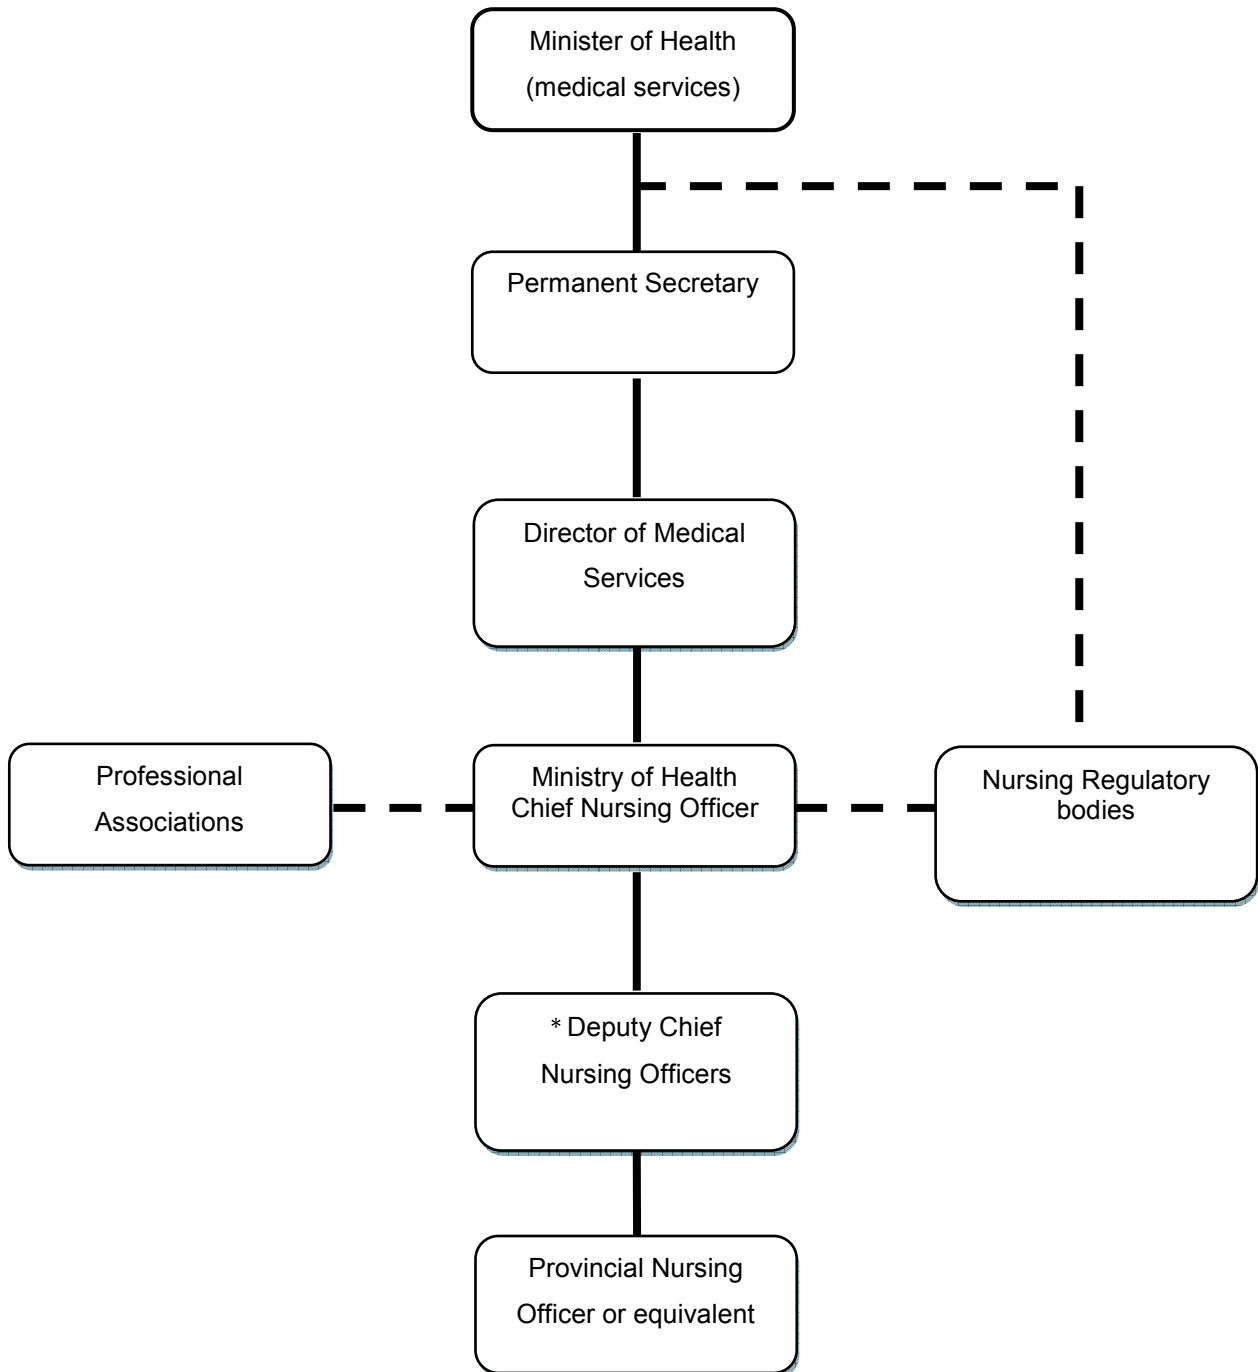 Minister of Health
(medical services)
Permanent Secretary
Director of Medical
Services
Professional
Associations
Ministry of Health
Chief Nursing Officer
Nursing Regulatory
bodies
* Deputy Chief
Nursing Officers
Provincial Nursing
Officer or equivalent